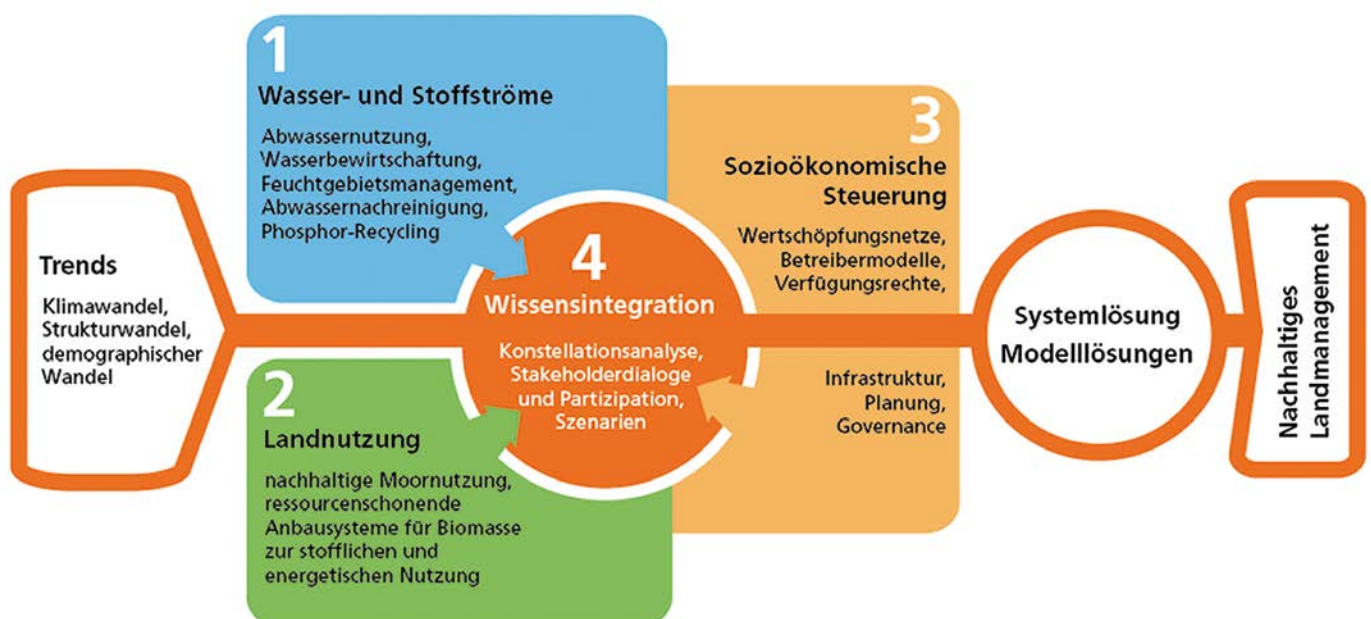 Trends
Klimawandel,
Strukturwandel,
demographischer
Wandel
1
Wasser- und Stoffströme
Abwassernutzung,
Wasserbewirtschaftung,
Feuchtgebietsmanagement,
Abwassernachreinigung,
Phosphor-Recycling
2
Landnutzung
nachhaltige Moornutzung,
ressourcenschonende
Anbausysteme für Biomasse
zur stofflichen und
energetischen Nutzung
3
Sozioökonomische
Steuerung
Wertschöpfungsnetze,
Betreibermodelle,
Verfügungsrechte,
Infrastruktur,
Planung,
Governance
4
Wissensintegration
Konstellationsanalyse,
Stakeholderdialoge
und Partizipation,
Szenarien
Systemlösung
Modelllösungen
Nachhaltiges
Landmanagement